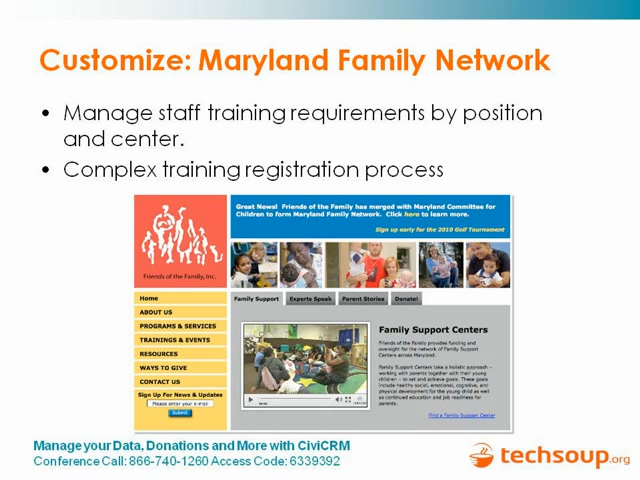 Customize: Maryland Family Network
• Manage staff training requirements by position
and center.
• Complex training registration process
Great News! Friends of the Family has merged with Maryland Committee for
Children to form Maryland Family Network. Click here to learn more.
Sign up early for the 2010 Golf Tournament
Friends of the Family, Inc.
Home
ABOUT US
PROGRAMS & SERVICES
TRAININGS & EVENTS
RESOURCES
WAYS TO GIVE
CONTACT US
Sign Up For News & Updates
Please enter your e-mail
Submit
Family Support
Experts Speak
Parent Stories
Donate!
Family Support Centers
Friends of the Family provides funding and
oversight for the network of Family Support
Centers across Maryland.
Family Support Centers take a holistic approach –
working with parents together with their young
children – to set and achieve goals. These goals
include healthy social, emotional, cognitive, and
physical development for the young child as well
as continued education and job readiness for
parents.
Find a Family Support Center
Manage your Data, Donations and More with CiviCRM
Conference Call: 866-740-1260 Access Code: 6339392
techsoup.org